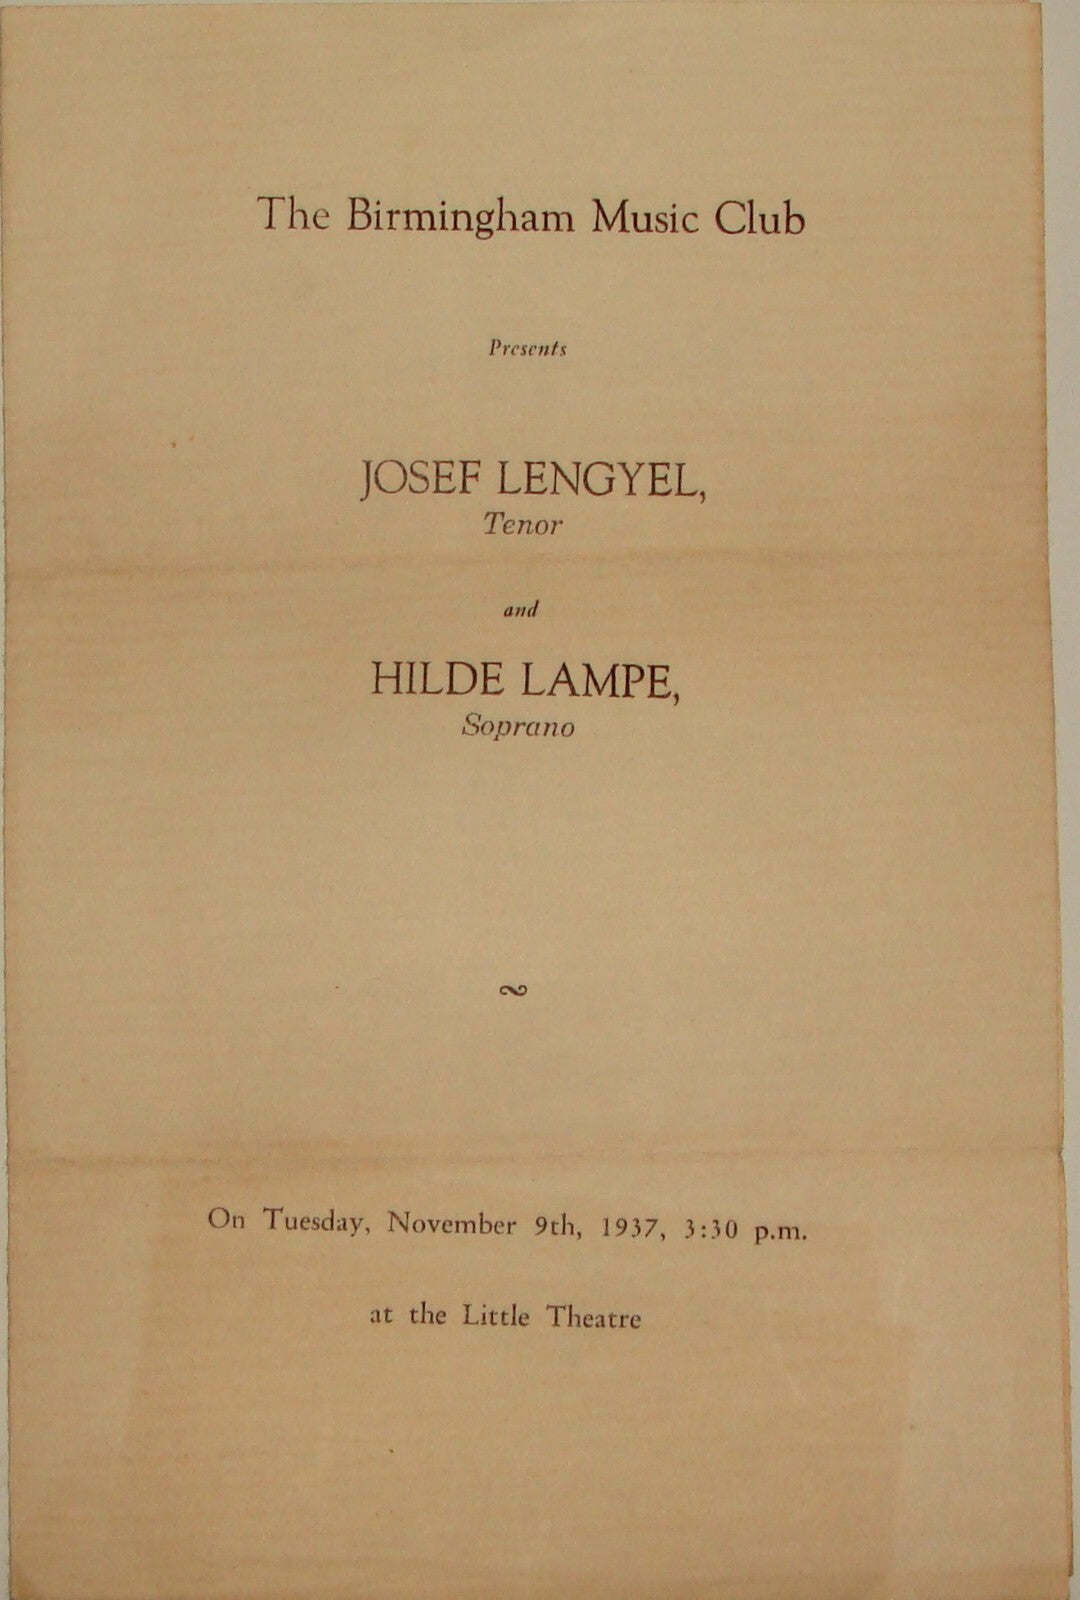 The Birmingham Music Club
Presents
JOSEF LENGYEL,
Tenor
and
HILDE LAMPE,
Soprano
On Tuesday, November 9th, 1937, 3:30 p.m.
at the Little Theatre